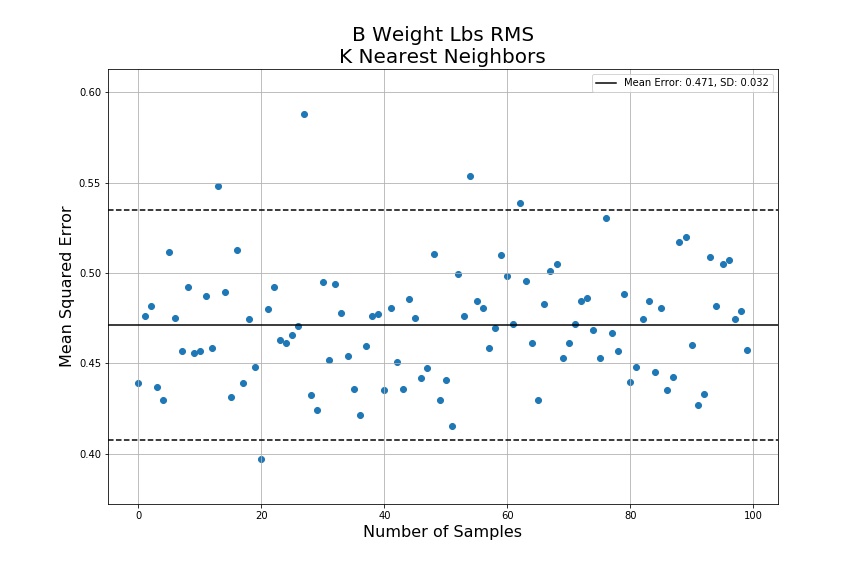 B Weight Lbs RMS
K Nearest Neighbors
Mean Error: 0.471, SD: 0.032
Mean Squared Error
0.60
0.55
0.50
0.45
0.40
0 20 40 60 80 100
Number of Samples